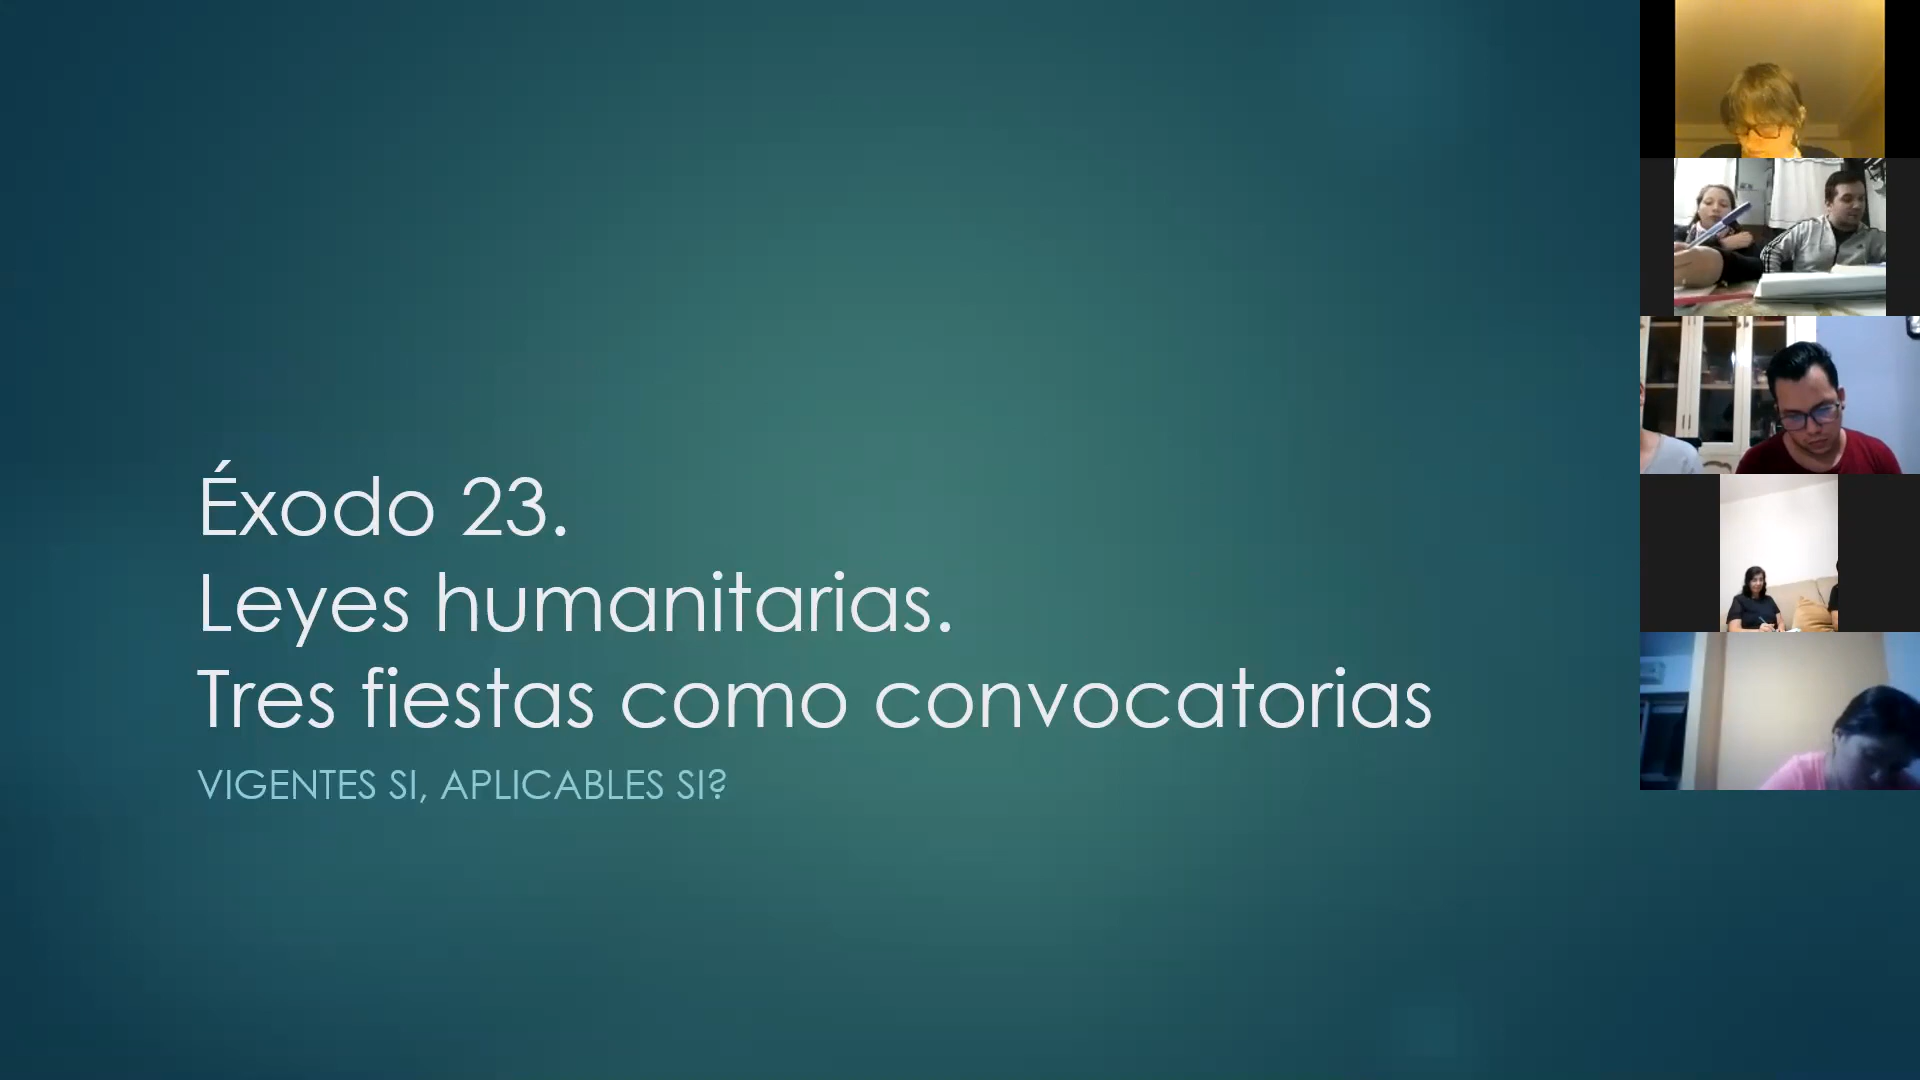 Éxodo 23.
Leyes humanitarias.
Tres fiestas como convocatorias
VIGENTES SI, APLICABLES SI?